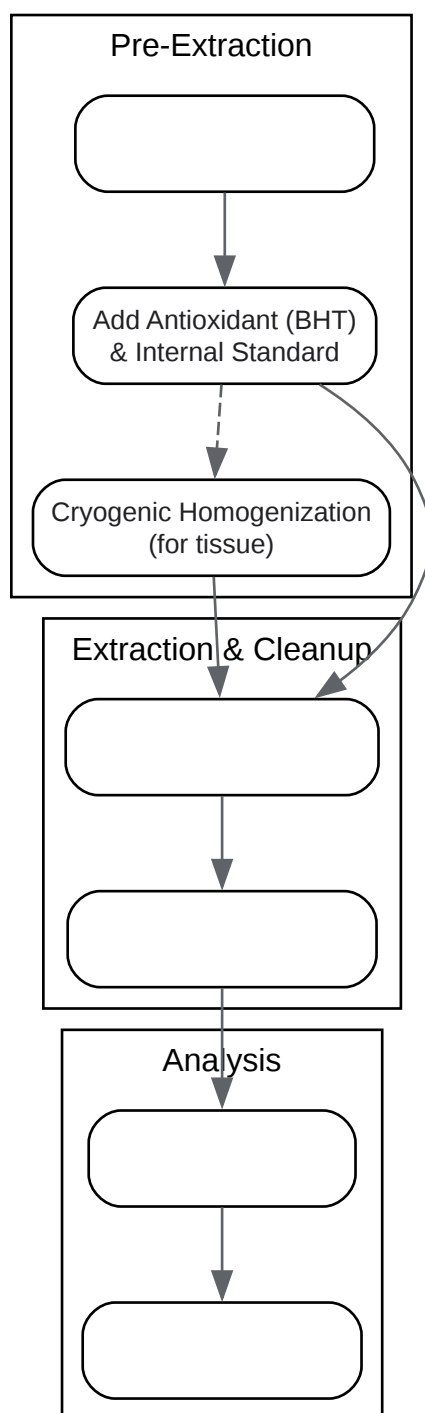 Pre-Extraction
Add Antioxidant (BHT)
& Internal Standard
Cryogenic Homogenization
(for tissue)
Extraction & Cleanup
Analysis